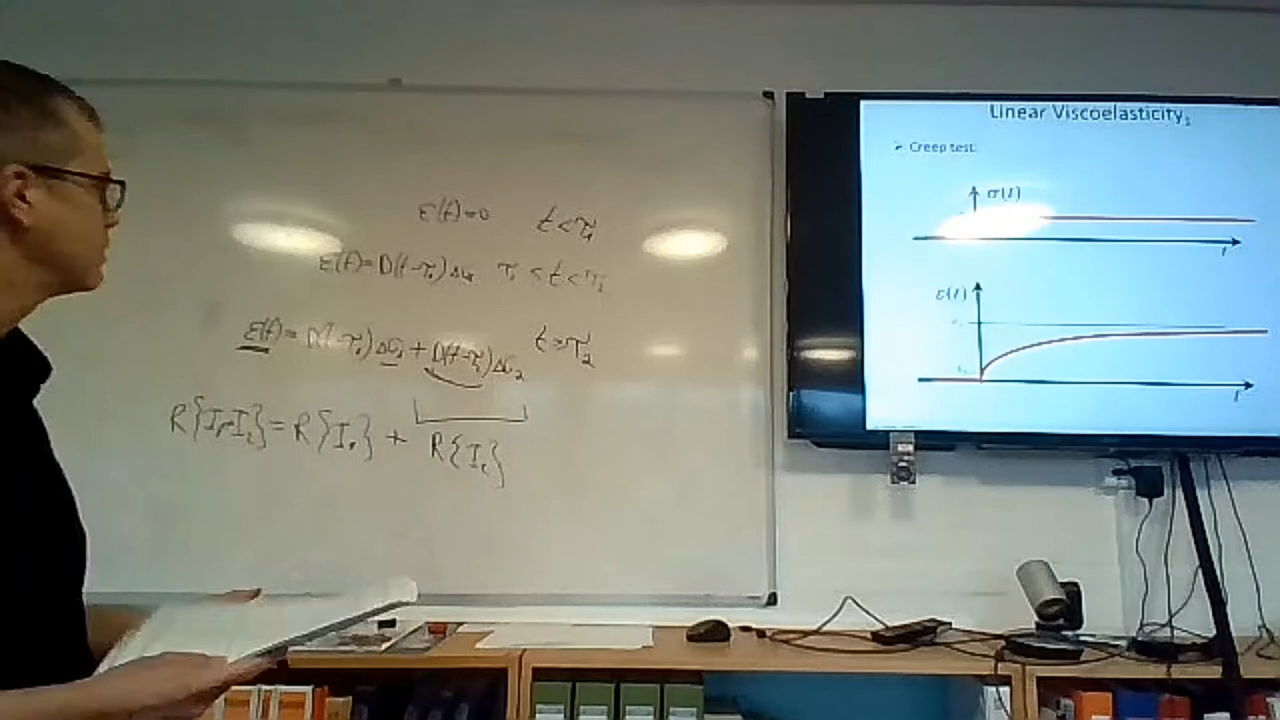 ε(t)=0 t<τ₁
ε(t)=D(t-τ₁)Δσ₁ τ₁<t<τ₂
ε(t)=D(t-τ₁)Δσ₁+D(t-τ₂)Δσ₂ t>τ₂
R{I₁+I₂}=R{I₁}+R{I₂}
Linear Viscoelasticity
➤ Creep test:
σ(t)
t
ε(t)
t